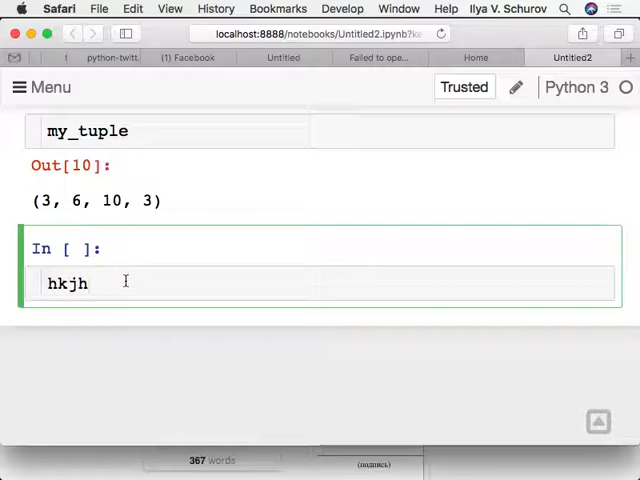 Safari File Edit View History Bookmarks Develop Window Help Ilya V. Schurov
localhost:8888/notebooks/Untitled2.ipynb?ke
python-twitt. (1) Facebook Untitled Failed to ope... Home Untitled2
Menu Trusted Python 3
my_tuple
Out[10]:
(3, 6, 10, 3)
In [ ]:
hkjh
367 words
(подпись)